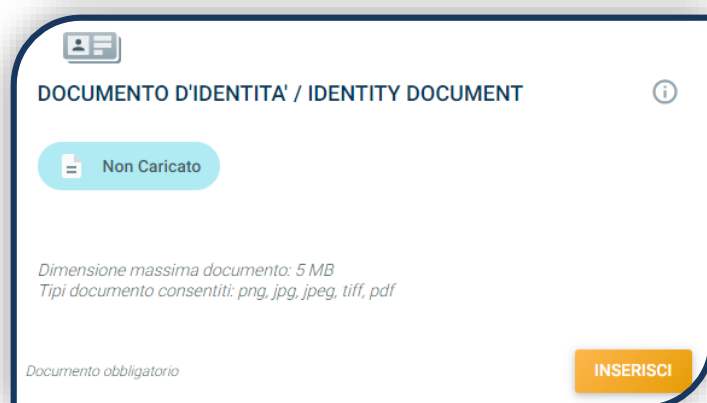 DOCUMENTO D'IDENTITA' / IDENTITY DOCUMENT
Non Caricato
Dimensione massima documento: 5 MB
Tipi documento consentiti: png, jpg, jpeg, tiff, pdf
Documento obbligatorio
INSERISCI